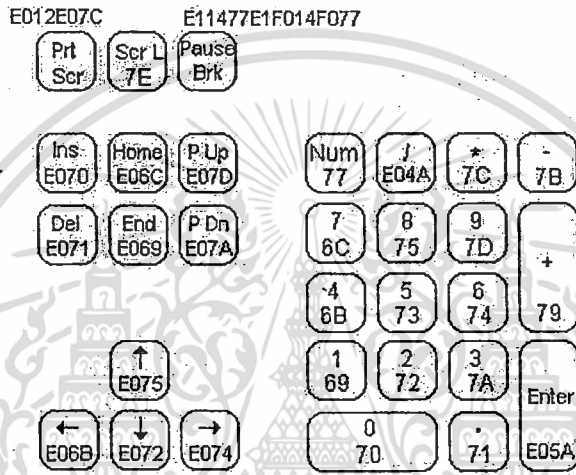 E012E07C E11477E1F014F077
Prt Scr L Pause
Scr 7E Brk
Ins Home P.Up Num / * -
E070 E06C E07D 77 E04A 7C 7B
Del End P.Dn 7 8 9
E071 E069 E07A 6C 75 7D +
4 5 6
6B 73 74 79
↑ 1 2 3
E075 69 72 7A Enter
← ↓ → 0 .
E06B E072 E074 70 71 E05A